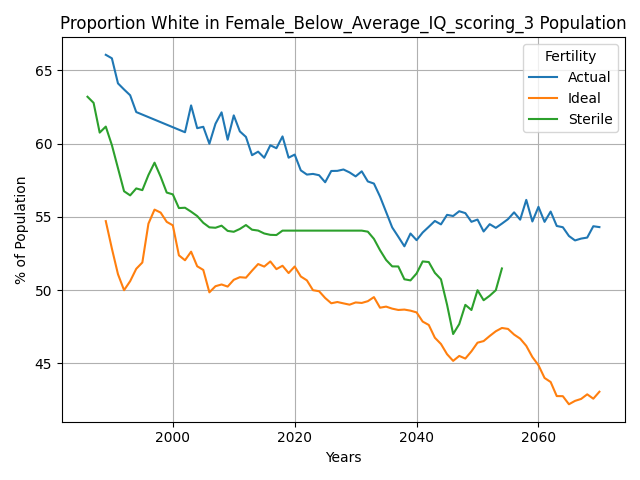 Proportion White in Female_Below_Average_IQ_scoring_3 Population
Fertility
Actual
Ideal
Sterile
% of Population
65
60
55
50
45
2000
2020
2040
2060
Years